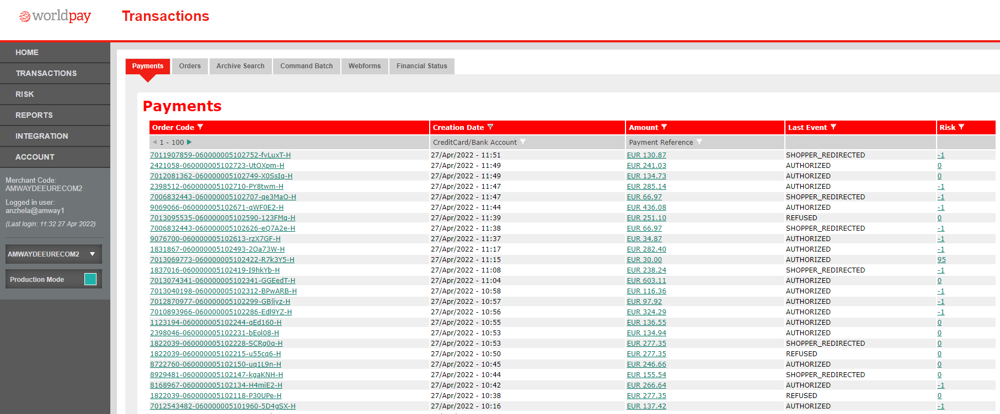 worldpay
Transactions
HOME
TRANSACTIONS
RISK
REPORTS
INTEGRATION
ACCOUNT
Merchant Code:
AMWAYDEEURECOM2
Logged in user:
anzhela@amway1
(Last login: 11:32 27 Apr 2022)
AMWAYDEEURECOM2
Production Mode
Payments Orders Archive Search Command Batch Webforms Financial Status
Payments
Order Code Creation Date Amount Last Event Risk
1 - 100 CreditCard/Bank Account Payment Reference
7011907859-060000005102752-fvLuxT-H 27/Apr/2022 - 11:51 EUR 130.87 SHOPPER_REDIRECTED -1
2421058-060000005102723-UtOXpm-H 27/Apr/2022 - 11:49 EUR 241.03 AUTHORIZED 0
7012081362-060000005102749-X0SsIq-H 27/Apr/2022 - 11:49 EUR 134.73 AUTHORIZED 0
2398512-060000005102710-PY8twm-H 27/Apr/2022 - 11:47 EUR 285.14 AUTHORIZED -1
7006832443-060000005102707-qe3MaO-H 27/Apr/2022 - 11:47 EUR 66.97 SHOPPER_REDIRECTED -1
9069066-060000005102671-qWF0E2-H 27/Apr/2022 - 11:44 EUR 436.08 AUTHORIZED -1
7013095535-060000005102590-123FMq-H 27/Apr/2022 - 11:39 EUR 251.10 REFUSED 0
7006832443-060000005102626-eQ7A2e-H 27/Apr/2022 - 11:38 EUR 66.97 SHOPPER_REDIRECTED -1
9076700-060000005102613-rzX7GF-H 27/Apr/2022 - 11:37 EUR 34.87 AUTHORIZED -1
1831867-060000005102493-2Oa73W-H 27/Apr/2022 - 11:17 EUR 282.40 AUTHORIZED -1
7013069773-060000005102422-R7k3Y5-H 27/Apr/2022 - 11:15 EUR 30.00 AUTHORIZED 95
1837016-060000005102419-I9hkYb-H 27/Apr/2022 - 11:08 EUR 238.24 SHOPPER_REDIRECTED -1
7013074341-060000005102341-GGEedT-H 27/Apr/2022 - 11:04 EUR 603.11 AUTHORIZED 0
7013040198-060000005102312-BPwARB-H 27/Apr/2022 - 10:58 EUR 116.36 AUTHORIZED -1
7012870977-060000005102299-GBjiyz-H 27/Apr/2022 - 10:57 EUR 97.92 AUTHORIZED -1
7010893966-060000005102286-Edl9YZ-H 27/Apr/2022 - 10:56 EUR 324.29 AUTHORIZED -1
1123194-060000005102244-qEd160-H 27/Apr/2022 - 10:55 EUR 136.55 AUTHORIZED 0
2398046-060000005102231-bEol08-H 27/Apr/2022 - 10:53 EUR 134.94 AUTHORIZED 0
1822039-060000005102228-SCRg0q-H 27/Apr/2022 - 10:53 EUR 277.35 SHOPPER_REDIRECTED 0
1822039-060000005102215-u55cq6-H 27/Apr/2022 - 10:50 EUR 277.35 REFUSED 0
8722760-060000005102150-uq1L9n-H 27/Apr/2022 - 10:45 EUR 246.66 AUTHORIZED 0
8929481-060000005102147-kgaKNH-H 27/Apr/2022 - 10:44 EUR 155.54 SHOPPER_REDIRECTED 0
8168967-060000005102134-H4miE2-H 27/Apr/2022 - 10:42 EUR 266.64 AUTHORIZED -1
1822039-060000005102118-P30UPe-H 27/Apr/2022 - 10:38 EUR 277.35 REFUSED 0
7012543482-060000005101960-5D4gSX-H 27/Apr/2022 - 10:16 EUR 137.42 AUTHORIZED -1